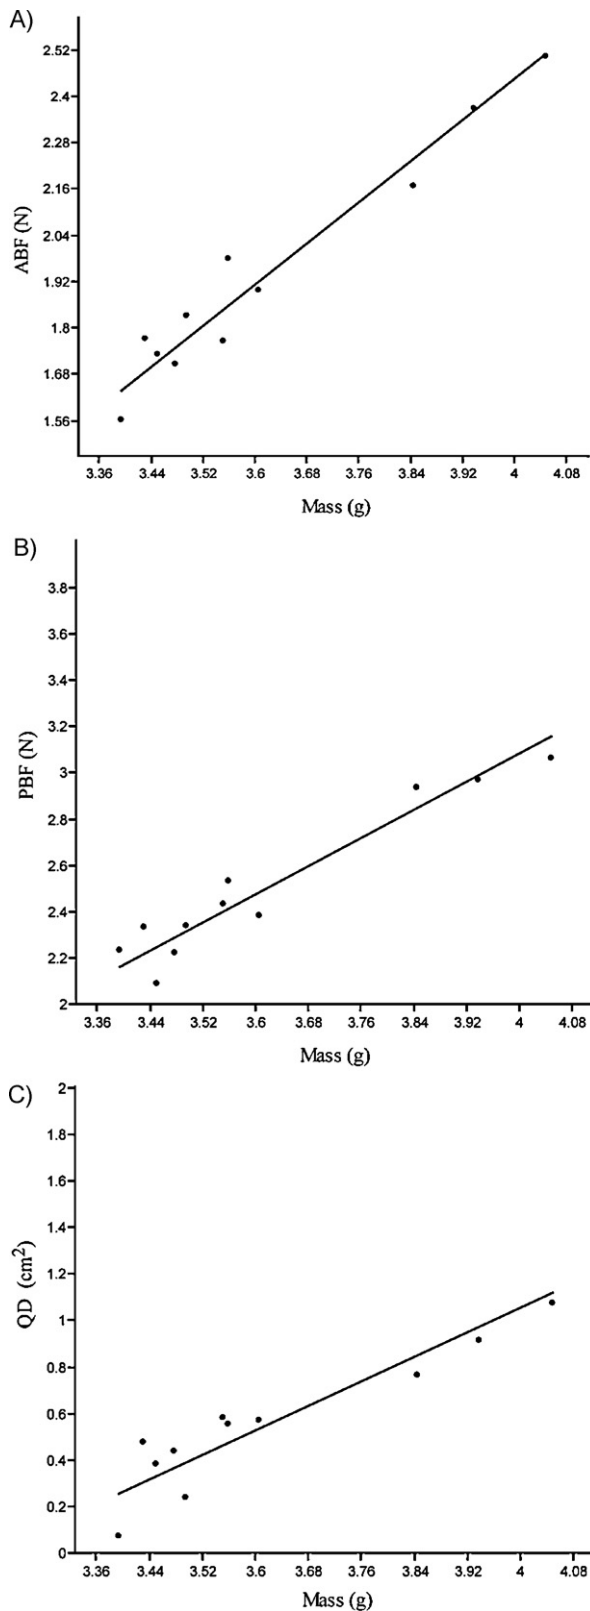 A)
2.52
2.4
2.28
2.16
2.04
1.92
1.8
1.68
1.56
ABF (N)
3.36 3.44 3.52 3.6 3.68 3.76 3.84 3.92 4 4.08
Mass (g)
B)
3.8
3.6
3.4
3.2
3
2.8
2.6
2.4
2.2
2
PBF (N)
3.36 3.44 3.52 3.6 3.68 3.76 3.84 3.92 4 4.08
Mass (g)
C)
2
1.8
1.6
1.4
1.2
1
0.8
0.6
0.4
0.2
0
QD (cm²)
3.36 3.44 3.52 3.6 3.68 3.76 3.84 3.92 4 4.08
Mass (g)